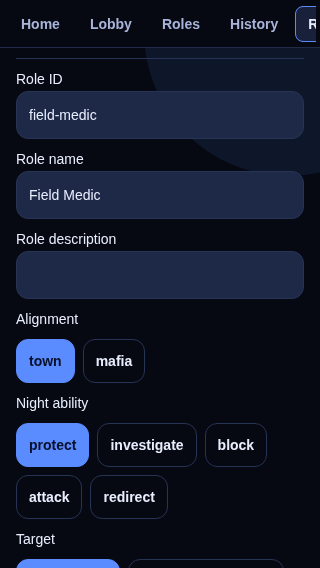 Home Lobby Roles History R
Role ID
field-medic
Role name
Field Medic
Role description
Alignment
town mafia
Night ability
protect investigate block
attack redirect
Target